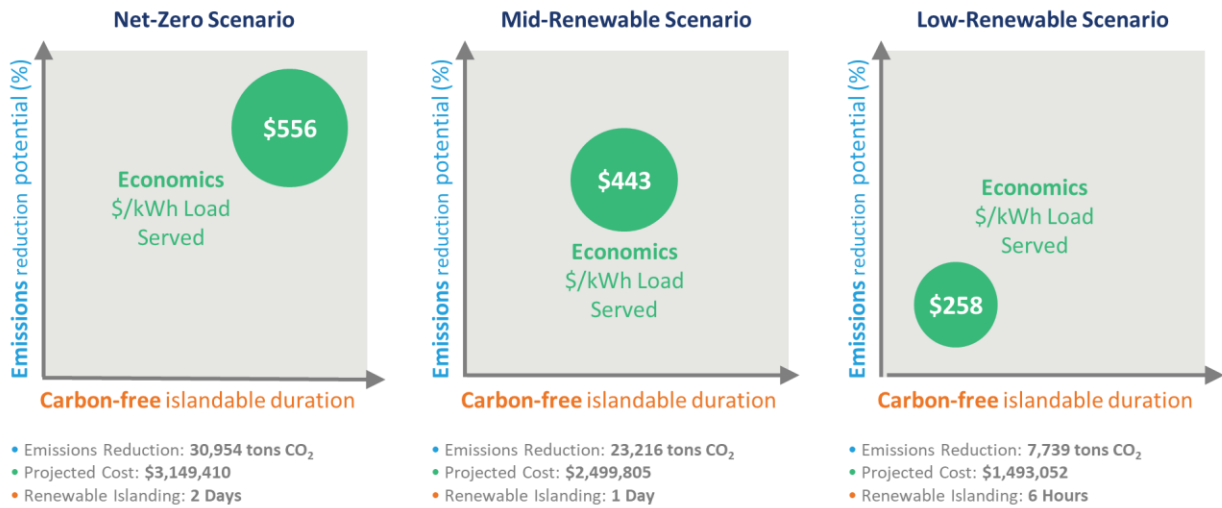 Net-Zero Scenario
Emissions reduction potential (%)
$556
Economics
$/kWh Load
Served
Carbon-free islandable duration
• Emissions Reduction: 30,954 tons CO₂
• Projected Cost: $3,149,410
• Renewable Islanding: 2 Days
Mid-Renewable Scenario
Emissions reduction potential (%)
$443
Economics
$/kWh Load
Served
Carbon-free islandable duration
• Emissions Reduction: 23,216 tons CO₂
• Projected Cost: $2,499,805
• Renewable Islanding: 1 Day
Low-Renewable Scenario
Emissions reduction potential (%)
Economics
$/kWh Load
Served
$258
Carbon-free islandable duration
• Emissions Reduction: 7,739 tons CO₂
• Projected Cost: $1,493,052
• Renewable Islanding: 6 Hours